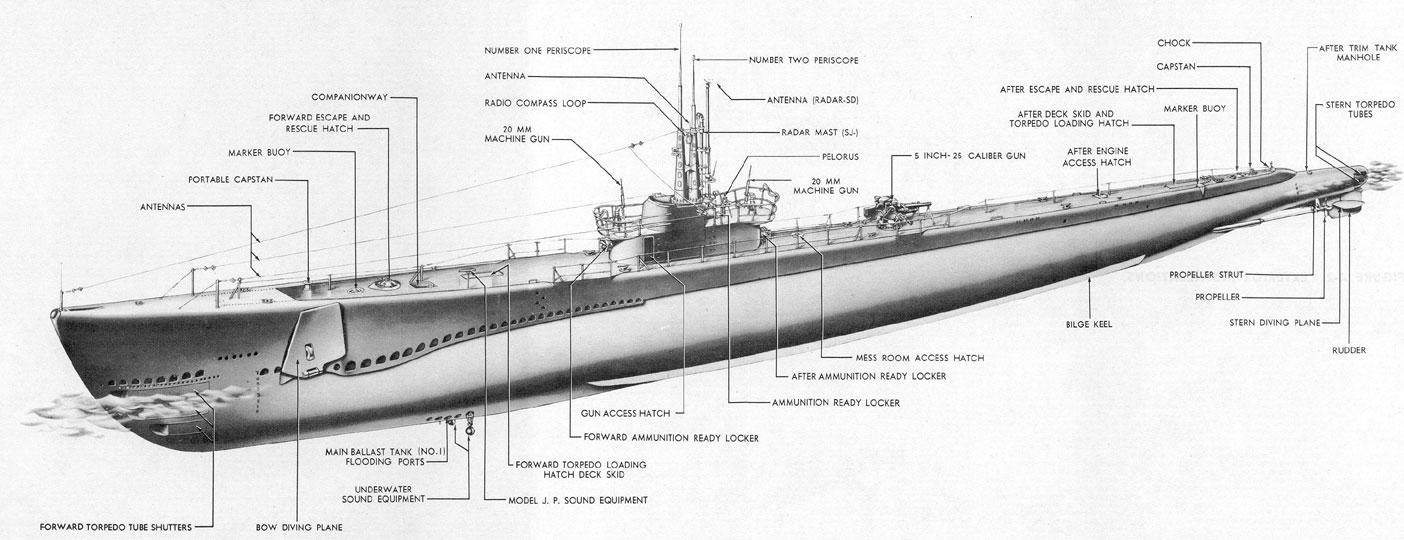 NUMBER ONE PERISCOPE
NUMBER TWO PERISCOPE
ANTENNA
ANTENNA (RADAR-SD)
RADIO COMPASS LOOP
20 MM
MACHINE GUN
RADAR MAST (SJ-)
PELORUS
20 MM
MACHINE GUN
5 INCH-25 CALIBER GUN
COMPANIONWAY
FORWARD ESCAPE AND
RESCUE HATCH
MARKER BUOY
PORTABLE CAPSTAN
ANTENNAS
CHOCK
CAPSTAN
AFTER ESCAPE AND RESCUE HATCH
MARKER BUOY
AFTER DECK SKID AND
TORPEDO LOADING HATCH
AFTER ENGINE
ACCESS HATCH
AFTER TRIM TANK
MANHOLE
STERN TORPEDO
TUBES
PROPELLER STRUT
PROPELLER
STERN DIVING PLANE
RUDDER
BILGE KEEL
MESS ROOM ACCESS HATCH
AFTER AMMUNITION READY LOCKER
AMMUNITION READY LOCKER
GUN ACCESS HATCH
FORWARD AMMUNITION READY LOCKER
MAIN BALLAST TANK (NO.1)
FLOODING PORTS
FORWARD TORPEDO LOADING
HATCH DECK SKID
UNDERWATER
SOUND EQUIPMENT
MODEL J. P. SOUND EQUIPMENT
FORWARD TORPEDO TUBE SHUTTERS
BOW DIVING PLANE